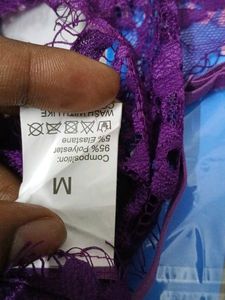 M
Composition:
95% Polyester
5% Elastane
WASH WITH LIKE